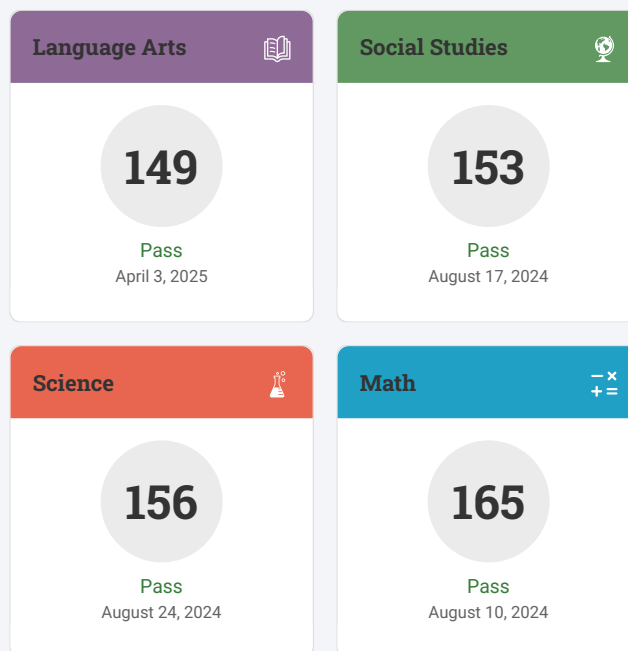 Language Arts
149
Pass
April 3, 2025
Social Studies
153
Pass
August 17, 2024
Science
156
Pass
August 24, 2024
Math
165
Pass
August 10, 2024